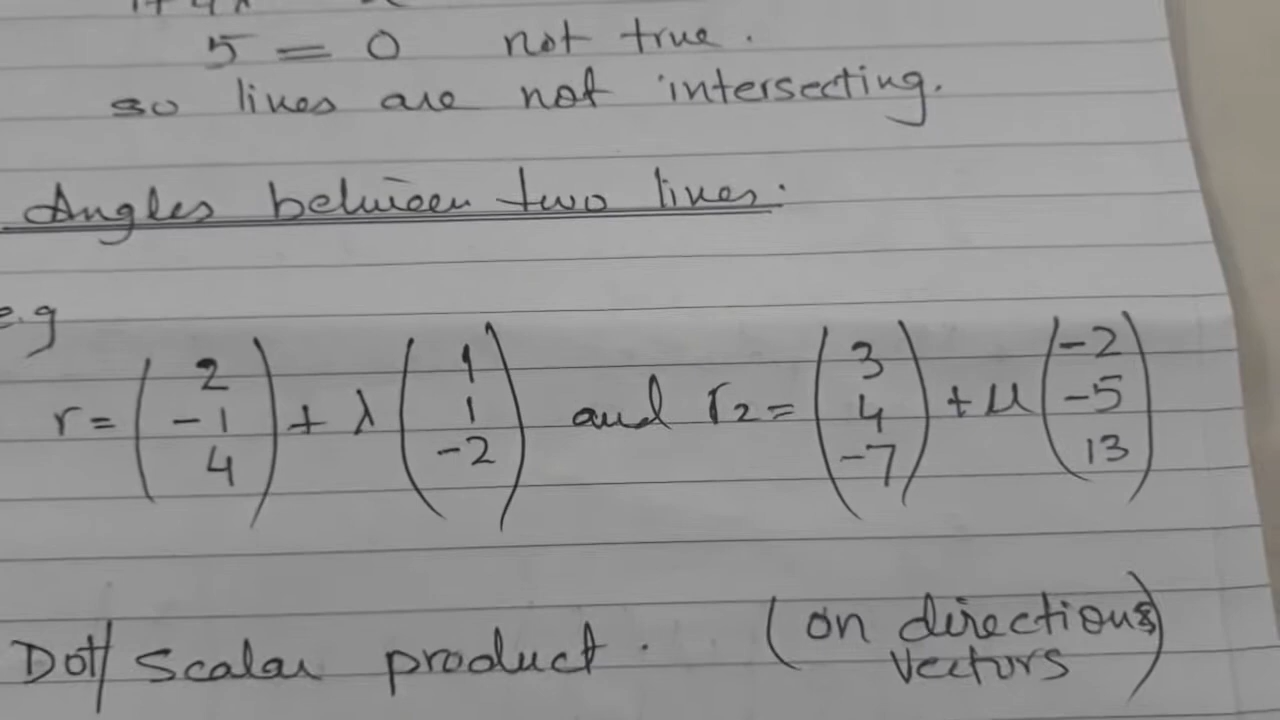 5 = 0 not true.
so lines are not intersecting.
Angles between two lines.
e.g
r = ( 2 -1 4 ) + λ ( 1 1 -2 ) and r2 = ( 3 4 -7 ) + μ ( -2 -5 13 )
Dot/ Scalar product. (on directions vectors)